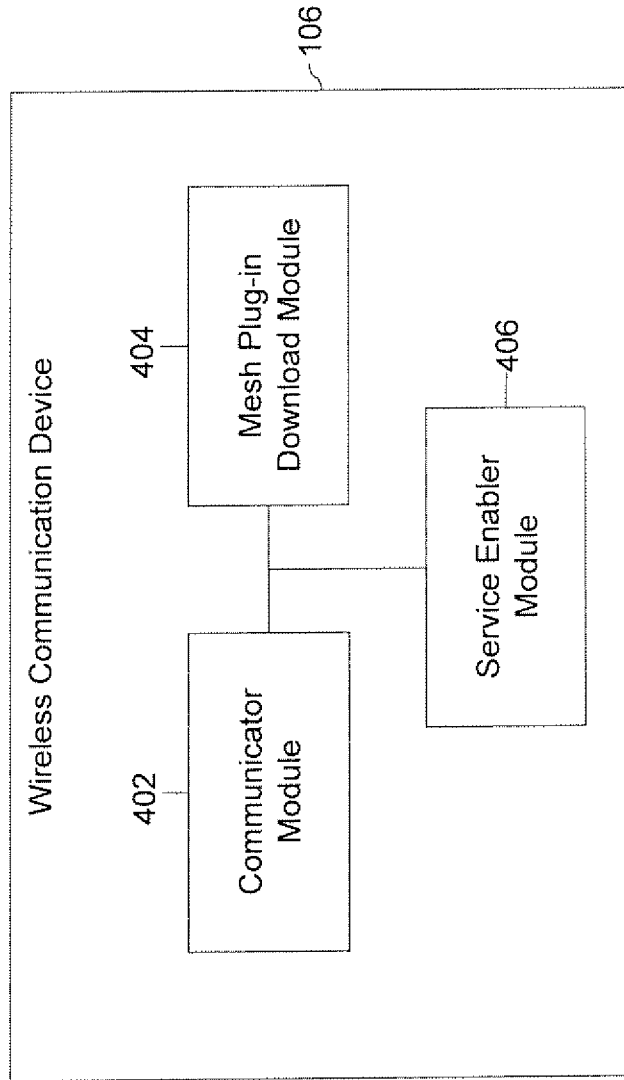 Wireless Communication Device
402
Communicator
Module
404
Mesh Plug-in
Download Module
406
Service Enabler
Module
106